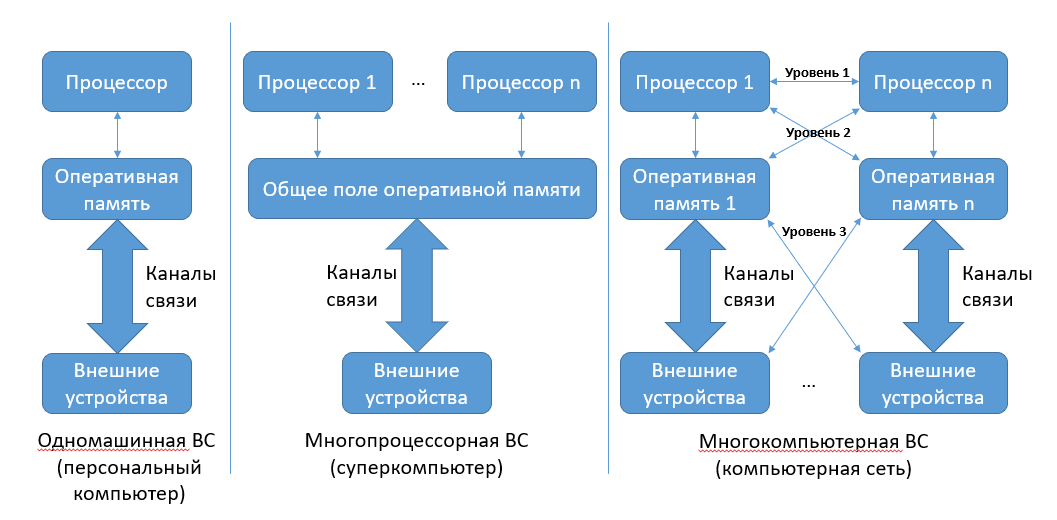 Процессор
Оперативная
память
Каналы
связи
Внешние
устройства
Одномашинная ВС
(персональный
компьютер)
Процессор 1
...
Процессор n
Общее поле оперативной памяти
Каналы
связи
Внешние
устройства
Многопроцессорная ВС
(суперкомпьютер)
Процессор 1
Уровень 1
Процессор n
Уровень 2
Оперативная
память 1
Оперативная
память n
Уровень 3
Каналы
связи
Каналы
связи
Внешние
устройства
...
Внешние
устройства
Многокомпьютерная ВС
(компьютерная сеть)